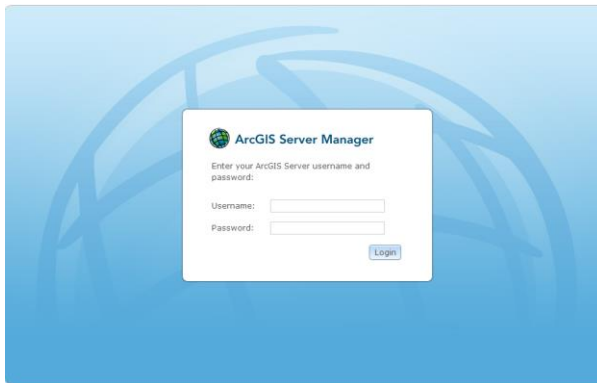 ArcGIS Server Manager
Enter your ArcGIS Server username and
password:
Username:
Password:
Login